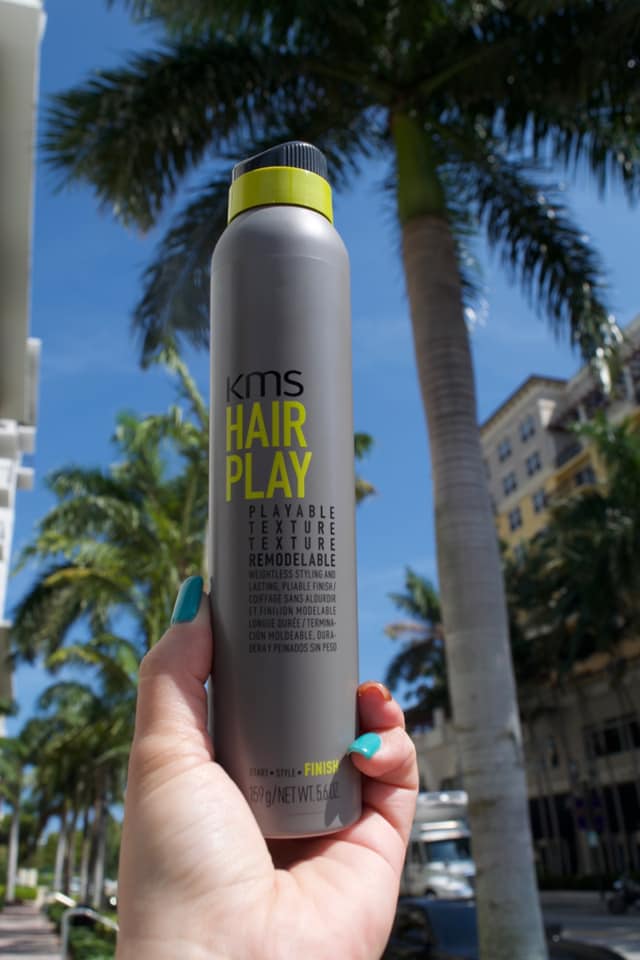 KMS
HAIR
PLAY
PLAYABLE
TEXTURE
TEXTURE
REMODELABLE
WEIGHTLESS STYLING AND
LASTING, PLIABLE FINISH/
COIFFAGE SANS ALOURDIR
ET FINITION MODELABLE
LONGUE DURÉE / TERMINA-
CIÓN MOLDEABLE, DURA-
DERA Y PEINADOS SIN PESO
START • STYLE • FINISH
159 g/NET WT. 5.6 OZ